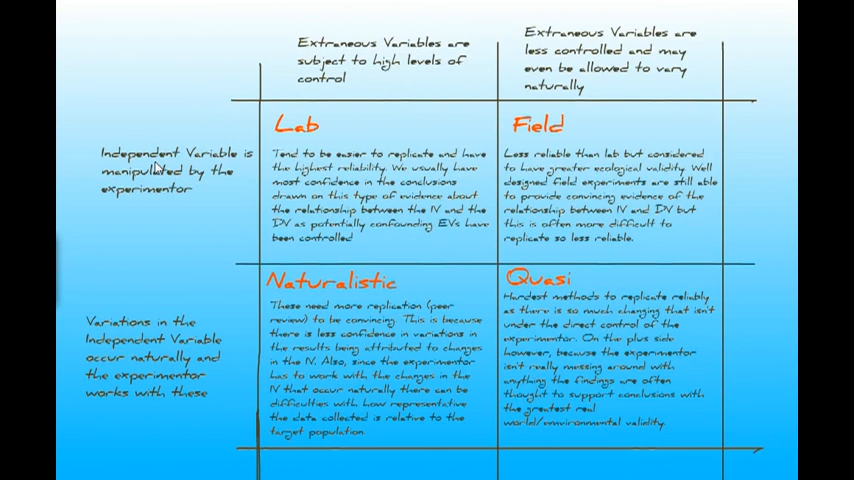 Extraneous Variables are
subject to high levels of
control
Extraneous Variables are
less controlled and may
even be allowed to vary
naturally
Independent Variable is
manipulated by the
experimentor
Lab
Tend to be easier to replicate and have
the highest reliability. We usually have
most confidence in the conclusions
drawn on this type of evidence about
the relationship between the IV and the
DV as potentially confounding EVs have
been controlled
Field
Less reliable than lab but considered
to have greater ecological validity. Well
designed field experiments are still able
to provide convincing evidence of the
relationship between IV and DV but
this is often more difficult to
replicate so less reliable.
Variations in the
Independent Variable
occur naturally and
the experimentor
works with these
Naturalistic
These need more replication (peer
review) to be convincing. This is because
there is less confidence in variations in
the results being attributed to changes
in the IV. Also, since the experimentor
has to work with the changes in the
IV that occur naturally there can be
difficulties with how representative
the data collected is relative to the
target population.
Quasi
Hardest methods to replicate reliably
as there is so much changing that isn't
under the direct control of the
experimentor. On the plus side
however, because the experimentor
isn't really messing around with
anything the findings are often
thought to support conclusions with
the greatest real
world/environmental validity.